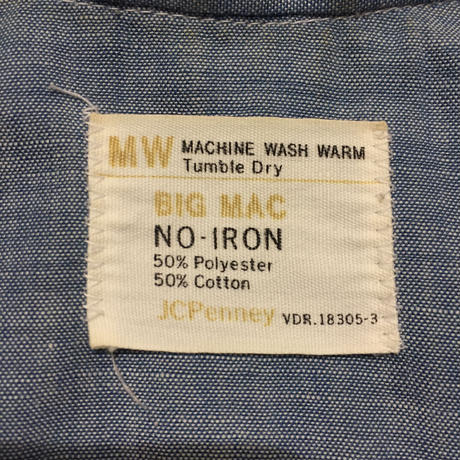 MW MACHINE WASH WARM
Tumble Dry
BIG MAC
NO-IRON
50% Polyester
50% Cotton
JCPenney VDR.18305-3